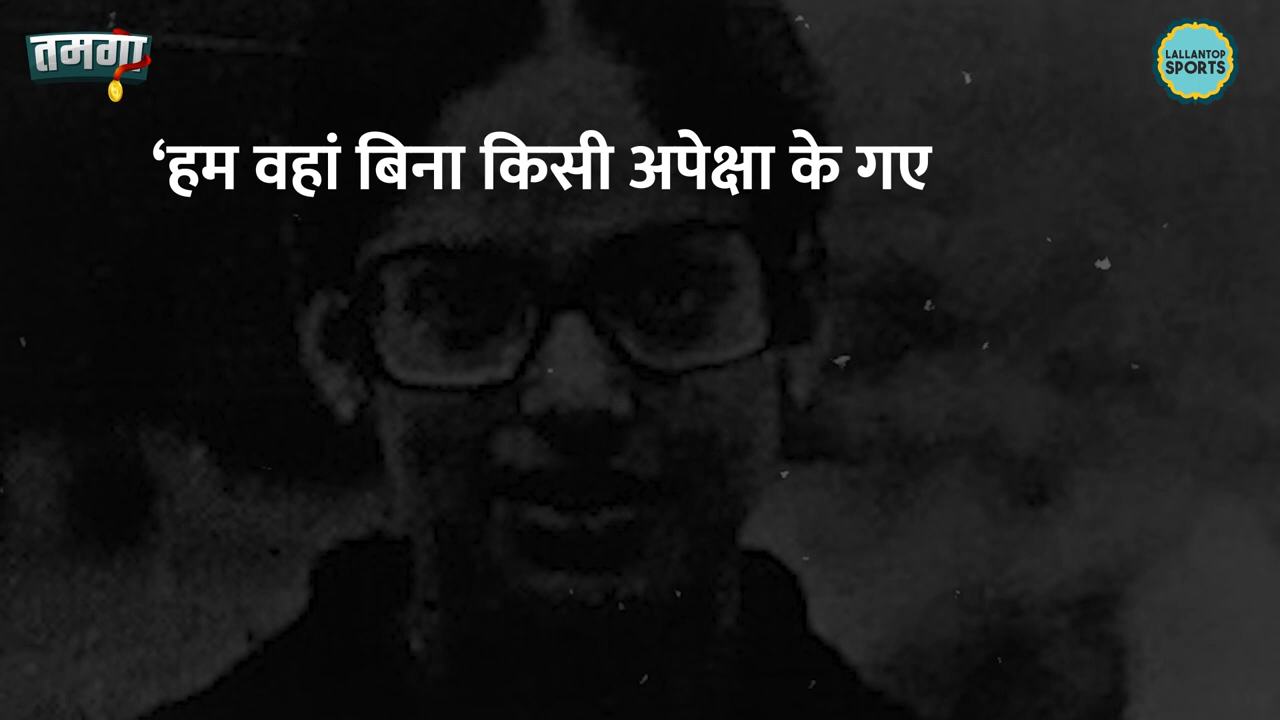 तमगा
LALLANTOP
SPORTS
‘हम वहां बिना किसी अपेक्षा के गए